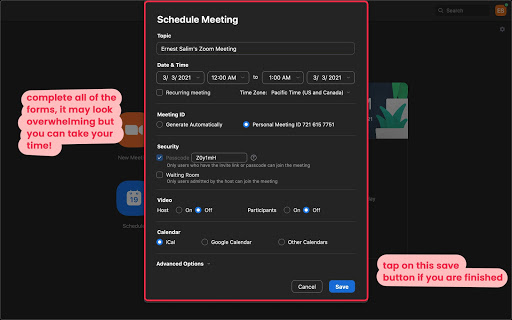 Schedule Meeting
Search
EB
Topic
Ernest Salim's Zoom Meeting
Date & Time
3/ 3/ 2021 12:00 AM to 1:00 AM 3/ 3/ 2021
Recurring meeting Time Zone: Pacific Time (US and Canada)
complete all of the
forms, it may look
overwhelming but
you can take your
time!
Meeting ID
Generate Automatically Personal Meeting ID 721 615 7751
Security
Passcode Z0y1mH
Only users who have the invite link or passcode can join the meeting
Waiting Room
Only users admitted by the host can join the meeting
New Mee
19
Schedule
Video
Host On Off Participants On Off
Calendar
iCal Google Calendar Other Calendars
Advanced Options
Cancel Save
tap on this save
button if you are finished